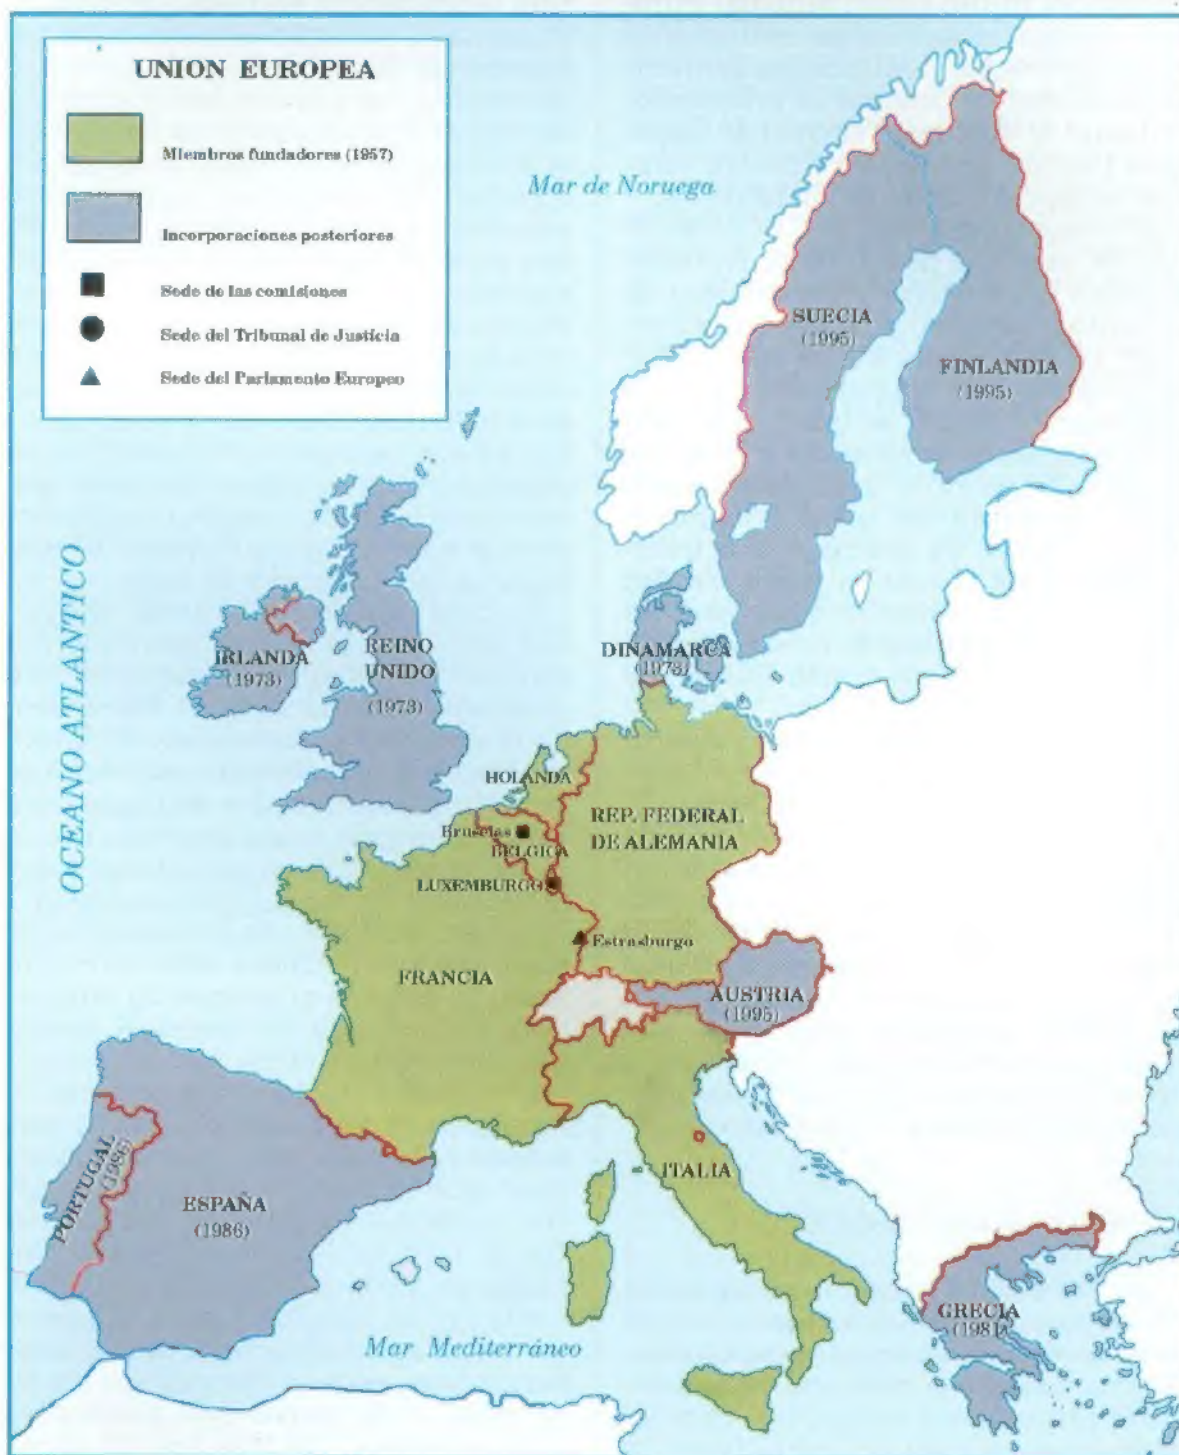 UNION EUROPEA
Miembros fundadores (1957)
Incorporaciones posteriores
Sede de las comisiones
Sede del Tribunal de Justicia
Sede del Parlamento Europeo
Mar de Noruega
SUECIA
(1995)
FINLANDIA
(1995)
OCEANO ATLANTICO
IRLANDA
(1973)
REINO
UNIDO
(1973)
DINAMARCA
(1973)
HOLANDA
REP. FEDERAL
DE ALEMANIA
Bruselas
BELGICA
LUXEMBURGO
Estrasburgo
FRANCIA
AUSTRIA
(1995)
PORTUGAL
(1986)
ESPAÑA
(1986)
ITALIA
GRECIA
(1981)
Mar Mediterráneo